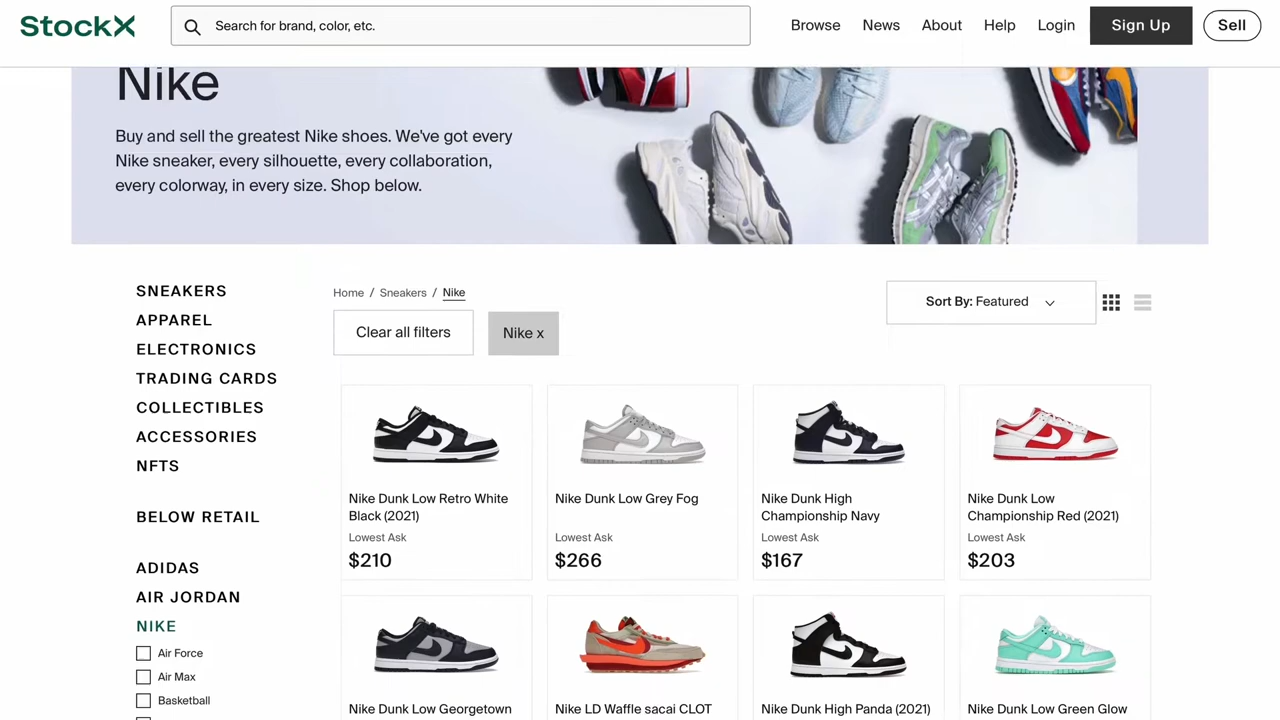 StockX
Search for brand, color, etc.
Browse
News
About
Help
Login
Sign Up
Sell
Nike
Buy and sell the greatest Nike shoes. We've got every
Nike sneaker, every silhouette, every collaboration,
every colorway, in every size. Shop below.
SNEAKERS
APPAREL
ELECTRONICS
TRADING CARDS
COLLECTIBLES
ACCESSORIES
NFTS
BELOW RETAIL
ADIDAS
AIR JORDAN
NIKE
Air Force
Air Max
Basketball
Home / Sneakers / Nike
Sort By: Featured
Clear all filters
Nike x
Nike Dunk Low Retro White
Black (2021)
Lowest Ask
$210
Nike Dunk Low Grey Fog
Lowest Ask
$266
Nike Dunk High
Championship Navy
Lowest Ask
$167
Nike Dunk Low
Championship Red (2021)
Lowest Ask
$203
Nike Dunk Low Georgetown
Nike LD Waffle sacai CLOT
Nike Dunk High Panda (2021)
Nike Dunk Low Green Glow